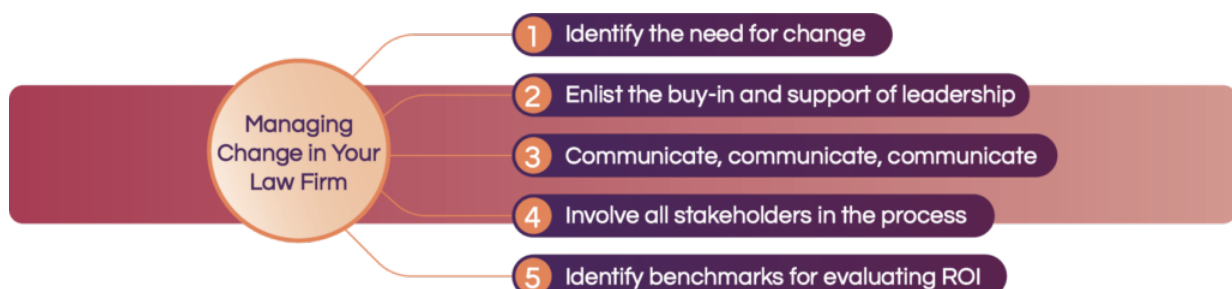 Managing
Change in Your
Law Firm
1 Identify the need for change
2 Enlist the buy-in and support of leadership
3 Communicate, communicate, communicate
4 Involve all stakeholders in the process
5 Identify benchmarks for evaluating ROI